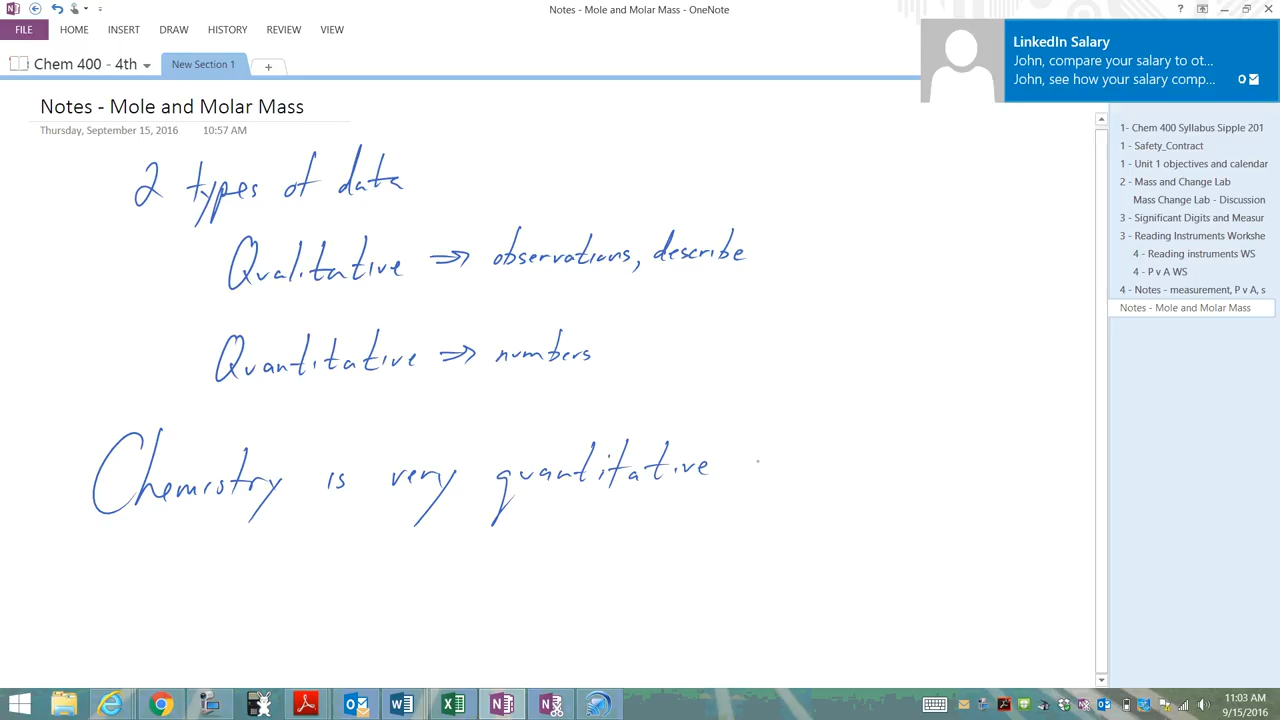 Notes - Mole and Molar Mass - OneNote
FILE HOME INSERT DRAW HISTORY REVIEW VIEW
Chem 400 - 4th New Section 1
LinkedIn Salary
John, compare your salary to ot...
John, see how your salary comp...
Notes - Mole and Molar Mass
Thursday, September 15, 2016 10:57 AM
2 types of data
Qualitative ⇒ observations, describe
Quantitative ⇒ numbers
Chemistry is very quantitative
1- Chem 400 Syllabus Sipple 201
1 - Safety_Contract
1 - Unit 1 objectives and calendar
2 - Mass and Change Lab
Mass Change Lab - Discussion
3 - Significant Digits and Measur
3 - Reading Instruments Workshe
4 - Reading instruments WS
4 - P v A WS
4 - Notes - measurement, P v A, s
Notes - Mole and Molar Mass
11:03 AM
9/15/2016